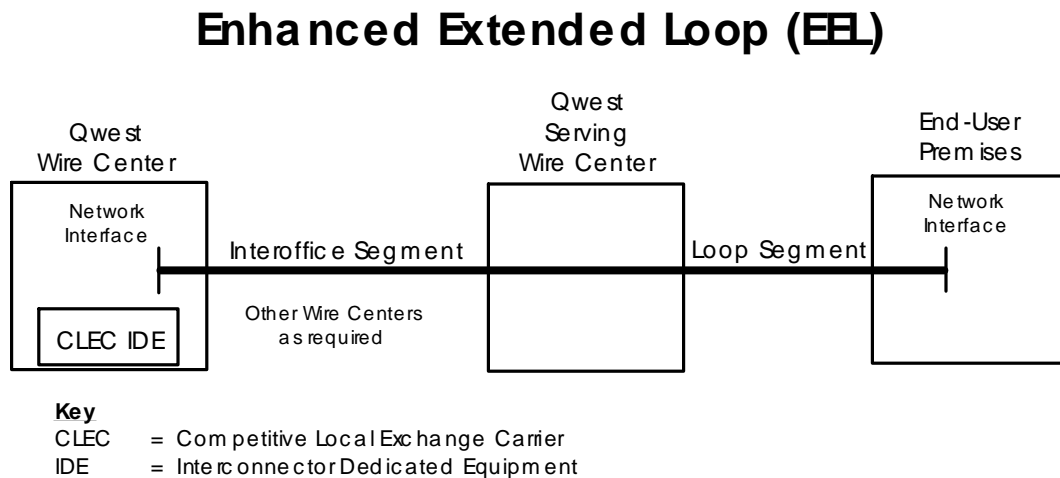 Enhanced Extended Loop (EEL)
Qwest
Wire Center
Qwest
Serving
Wire Center
End-User
Premises
Network
Interface
Interoffice Segment
Loop Segment
Network
Interface
Other Wire Centers
as required
CLEC IDE
Key
CLEC = Competitive Local Exchange Carrier
IDE = Interconnector Dedicated Equipment